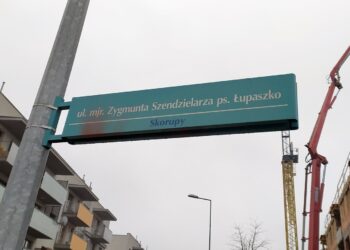 ul. mjr. Zygmunta Szendzielarza ps. Łupaszko
Skorupy